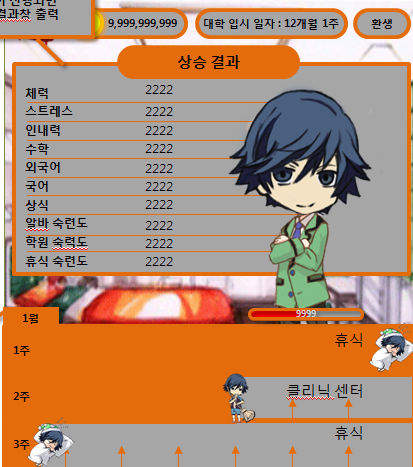 결과창 출력
9,999,999,999
대학 입시 일자 : 12개월 1주
환생
상승 결과
체력 2222
스트레스 2222
인내력 2222
수학 2222
외국어 2222
국어 2222
상식 2222
알바 숙련도 2222
학원 숙력도 2222
휴식 숙련도 2222
9999
1월
1주 휴식
2주 클리닉 센터
3주 휴식